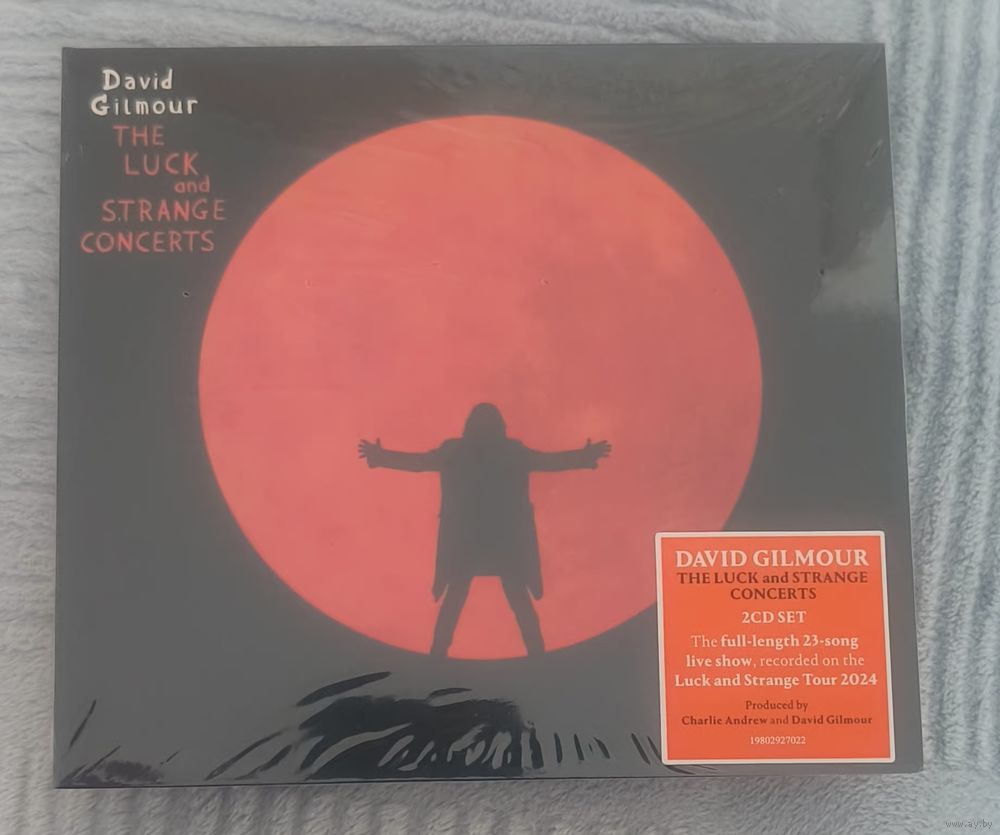 David
Gilmour
THE
LUCK
and
STRANGE
CONCERTS
DAVID GILMOUR
THE LUCK and STRANGE
CONCERTS
2CD SET
The full-length 23-song
live show, recorded on the
Luck and Strange Tour 2024
Produced by
Charlie Andrew and David Gilmour
19802927022
www.ay.by